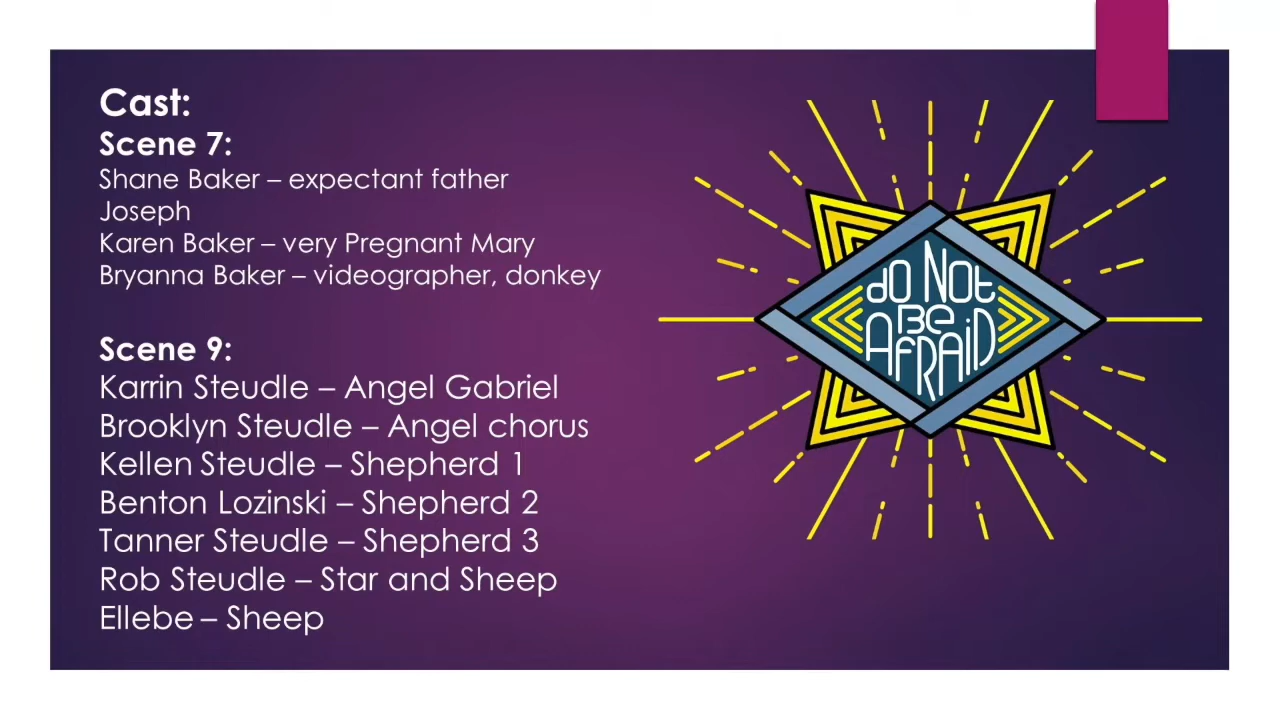 Cast:
Scene 7:
Shane Baker – expectant father
Joseph
Karen Baker – very Pregnant Mary
Bryanna Baker – videographer, donkey
Scene 9:
Karrin Steudle – Angel Gabriel
Brooklyn Steudle – Angel chorus
Kellen Steudle – Shepherd 1
Benton Lozinski – Shepherd 2
Tanner Steudle – Shepherd 3
Rob Steudle – Star and Sheep
Ellebe – Sheep
do Not
Be
AfRAiD